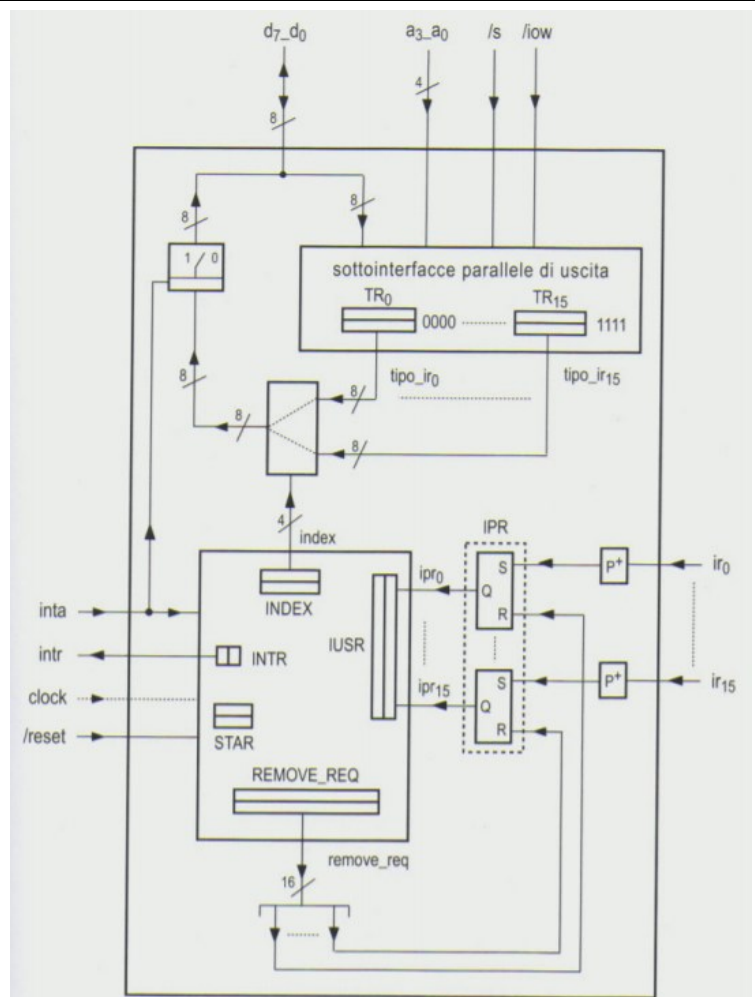 d7_d0 a3_a0 /s /iow
4
8
8 8
1 / 0
sottointerfacce parallele di uscita
TR0 TR15
0000 1111
tipo_ir0 tipo_ir15
8 8 8
8
4
index
IPR
INDEX
IUSR
ipr0 Q S R P+ ir0
inta
intr INTR
ipr15 Q S R P+ ir15
clock
STAR
/reset
REMOVE_REQ
remove_req
16